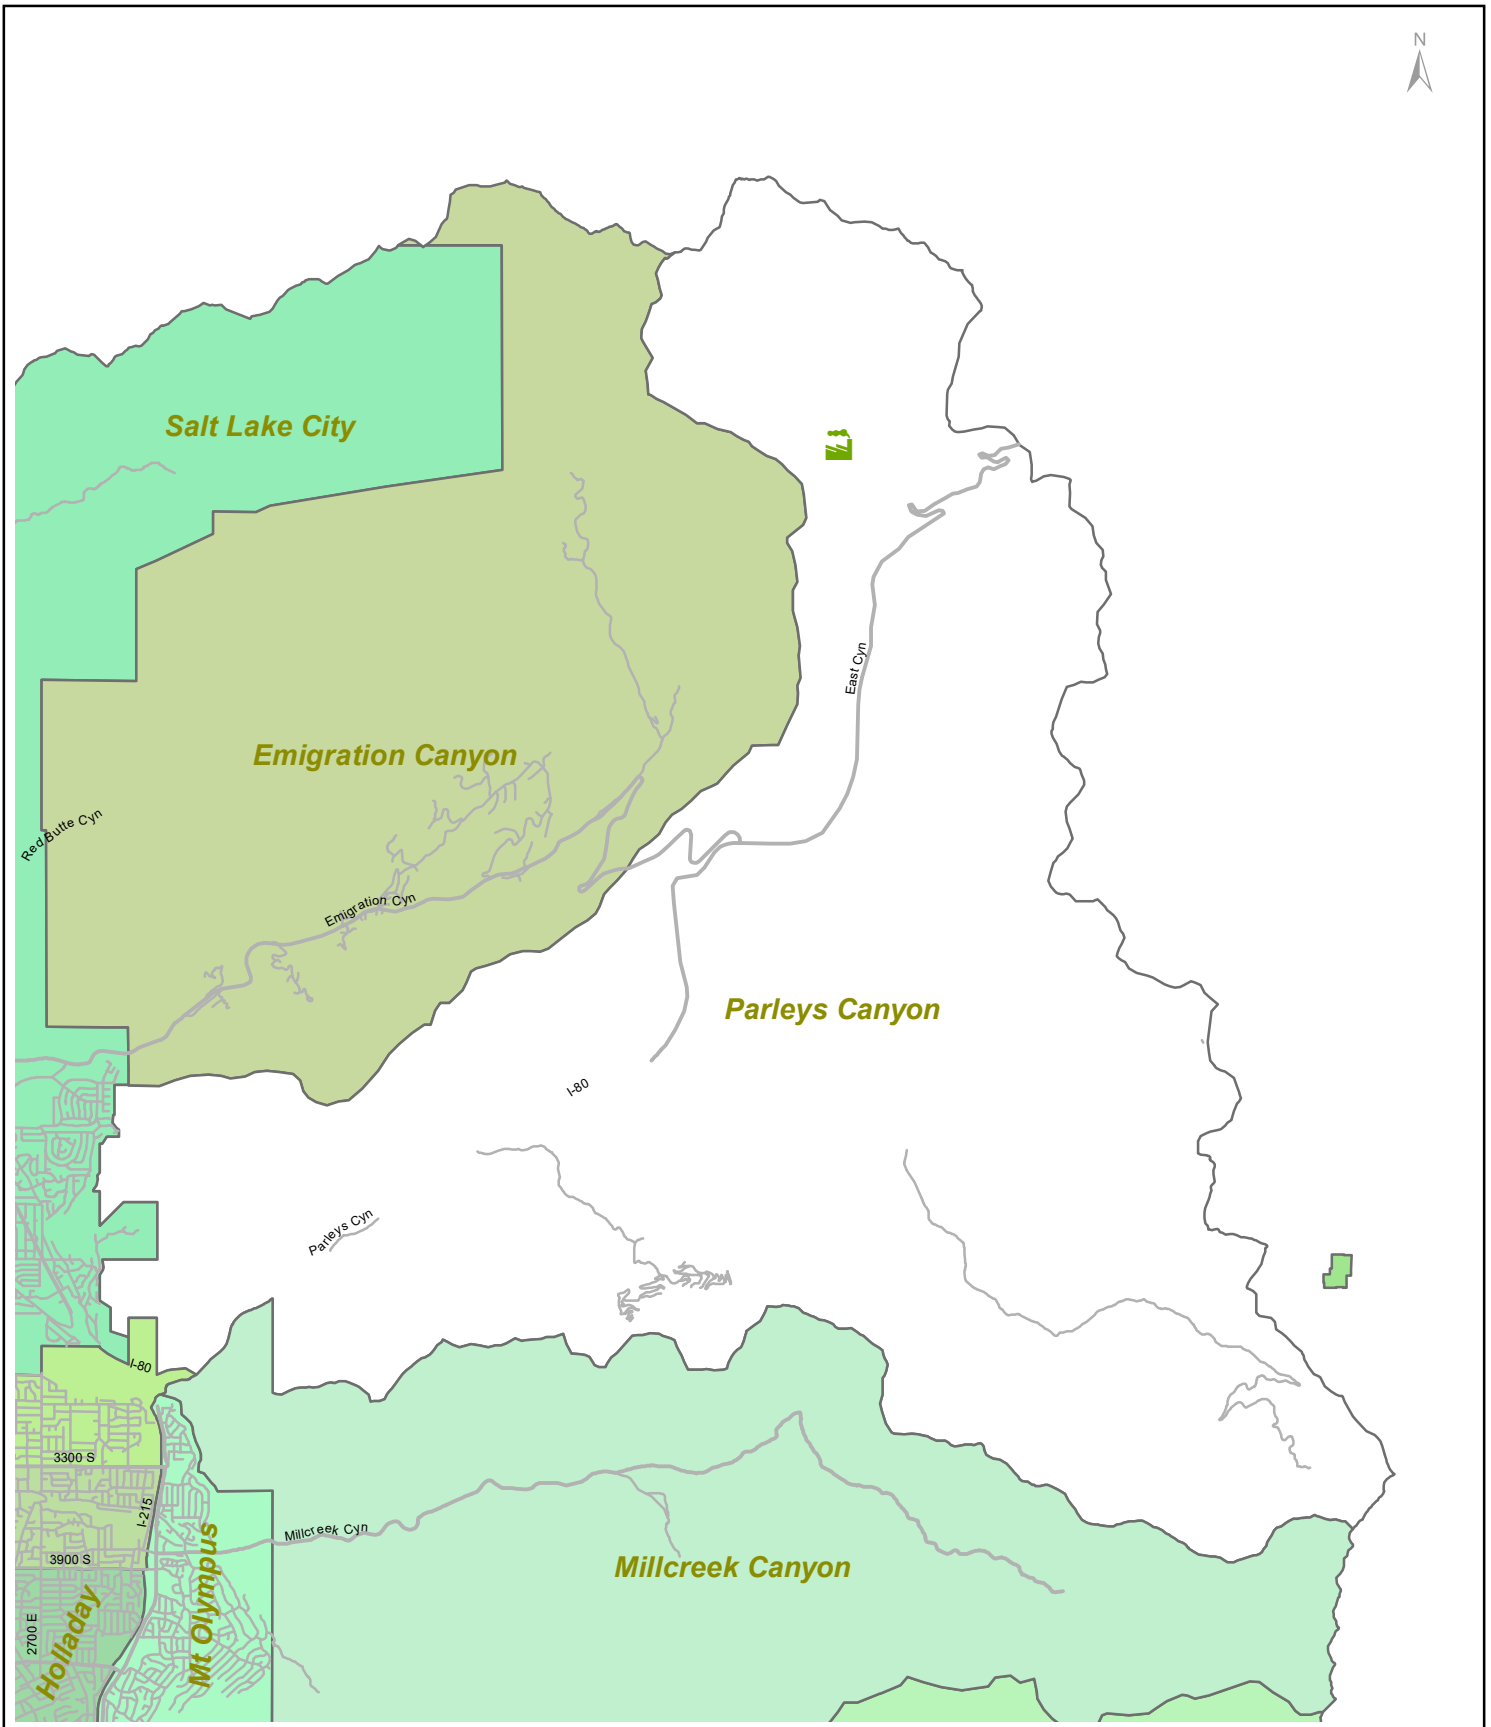 N
Salt Lake City
East Cyn
Emigration Canyon
Red Butte Cyn
Emigration Cyn
Parleys Canyon
I-80
Parleys Cyn
I-80
3300 S
I-215
Millcreek Cyn
3900 S
Millcreek Canyon
2700 E
Holladay
Mt Olympus